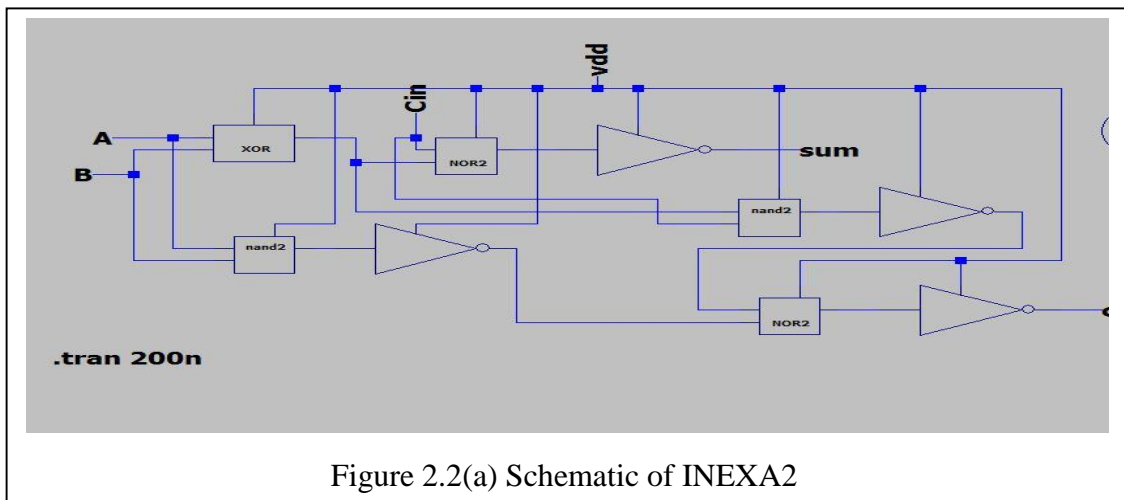 vdd
Cin
A
XOR
NOR2
sum
B
nand2
nand2
NOR2
.tran 200n
Figure 2.2(a) Schematic of INEXA2